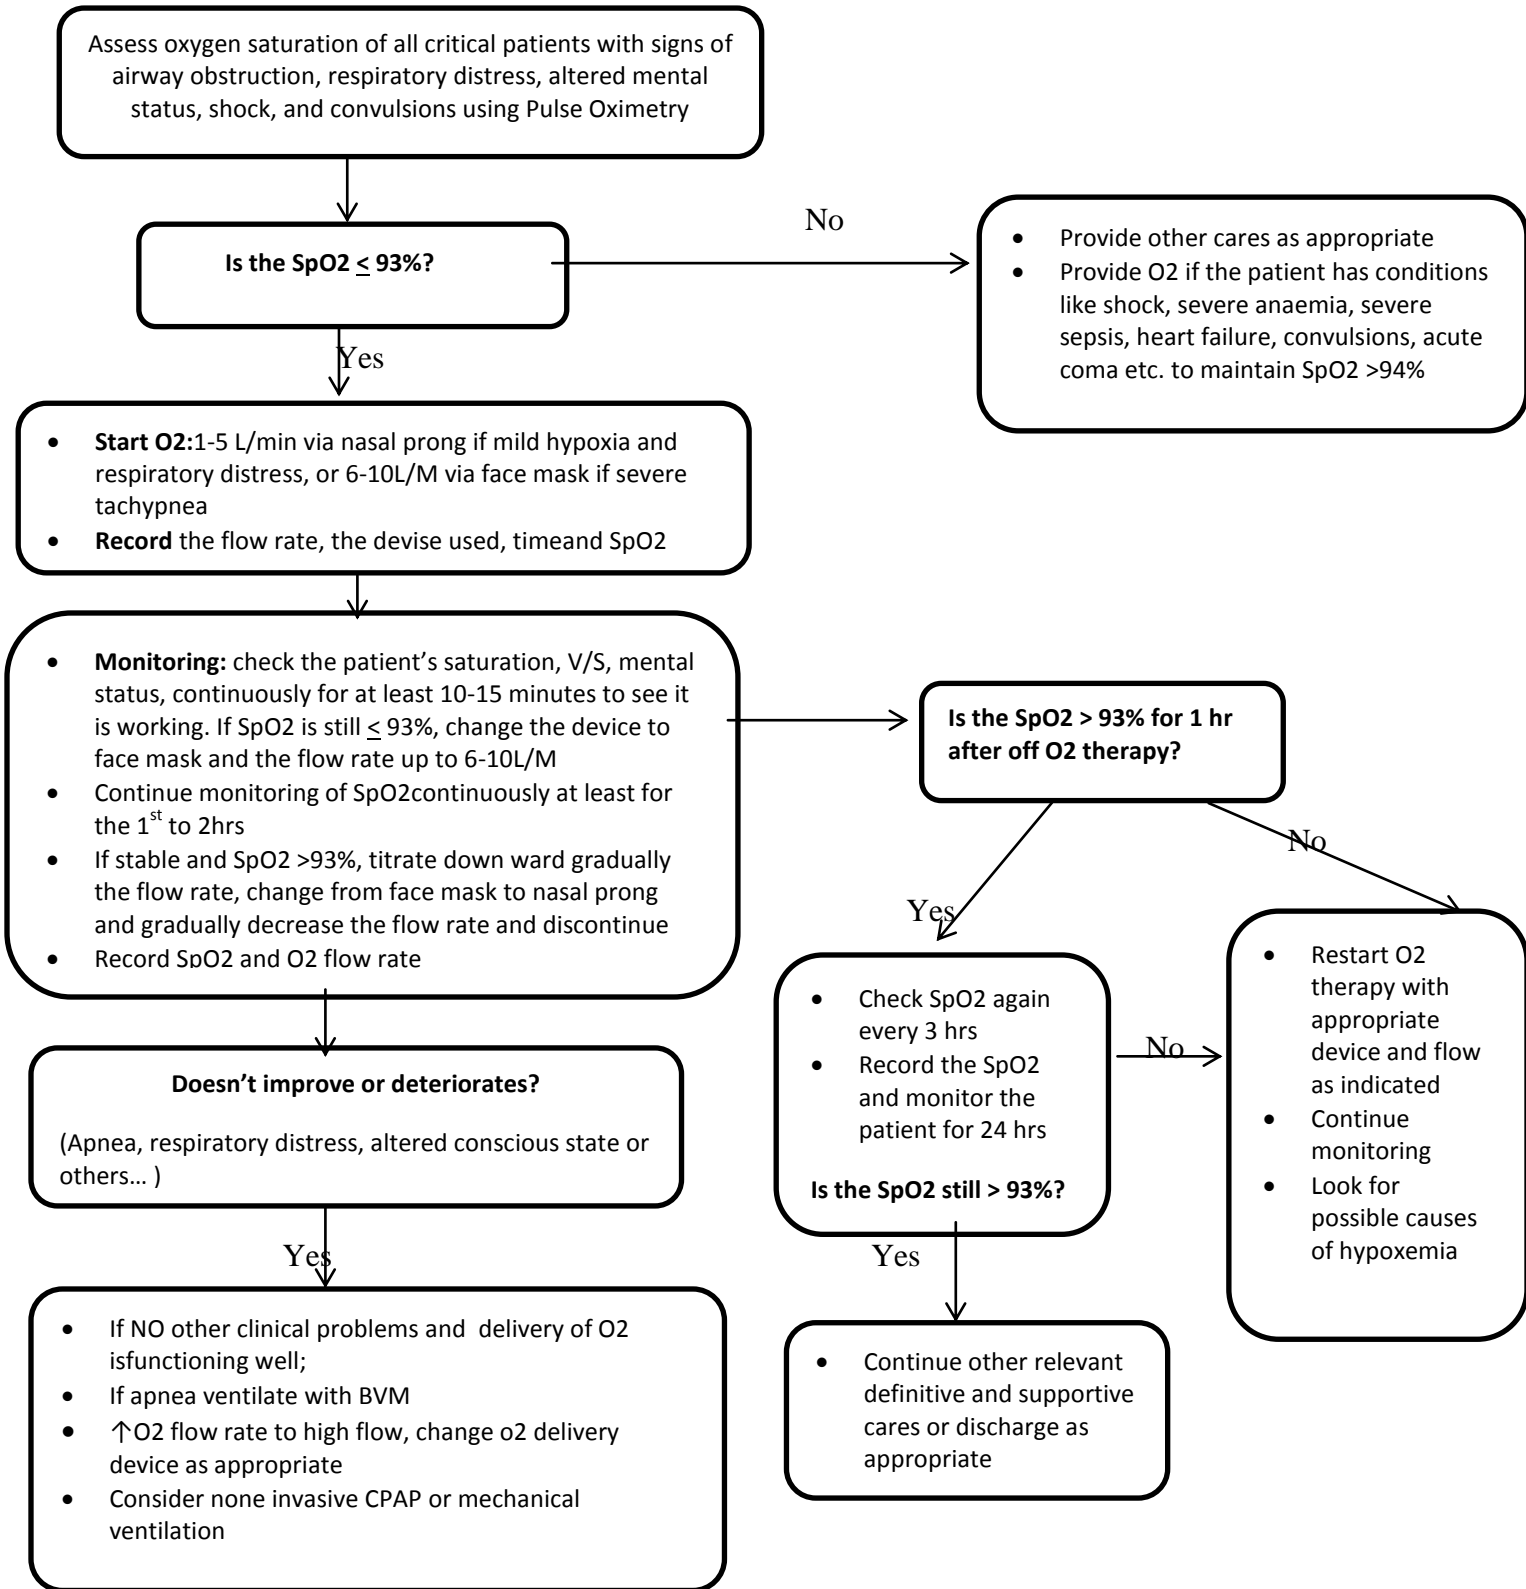 Assess oxygen saturation of all critical patients with signs of
airway obstruction, respiratory distress, altered mental
status, shock, and convulsions using Pulse Oximetry
Is the SpO2 < 93%?
No
• Provide other cares as appropriate
• Provide O2 if the patient has conditions
like shock, severe anaemia, severe
sepsis, heart failure, convulsions, acute
coma etc. to maintain SpO2 >94%
Yes
• Start O2:1-5 L/min via nasal prong if mild hypoxia and
respiratory distress, or 6-10L/M via face mask if severe
tachypnea
• Record the flow rate, the devise used, timeand SpO2
• Monitoring: check the patient’s saturation, V/S, mental
status, continuously for at least 10-15 minutes to see it
is working. If SpO2 is still < 93%, change the device to
face mask and the flow rate up to 6-10L/M
• Continue monitoring of SpO2continuously at least for
the 1st to 2hrs
• If stable and SpO2 >93%, titrate down ward gradually
the flow rate, change from face mask to nasal prong
and gradually decrease the flow rate and discontinue
• Record SpO2 and O2 flow rate
Is the SpO2 > 93% for 1 hr
after off O2 therapy?
No
Yes
• Check SpO2 again
every 3 hrs
• Record the SpO2
and monitor the
patient for 24 hrs
Is the SpO2 still > 93%?
No
• Restart O2
therapy with
appropriate
device and flow
as indicated
• Continue
monitoring
• Look for
possible causes
of hypoxemia
Doesn’t improve or deteriorates?
(Apnea, respiratory distress, altered conscious state or
others… )
Yes
• If NO other clinical problems and delivery of O2
isfunctioning well;
• If apnea ventilate with BVM
• ↑O2 flow rate to high flow, change o2 delivery
device as appropriate
• Consider none invasive CPAP or mechanical
ventilation
Yes
• Continue other relevant
definitive and supportive
cares or discharge as
appropriate